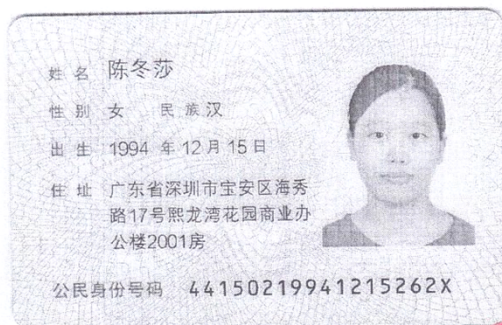 姓名 陈冬莎
性别 女 民族 汉
出生 1994 年 12 月 15 日
住址 广东省深圳市宝安区海秀
路17号熙龙湾花园商业办
公楼2001房
公民身份号码 44150219941215262X